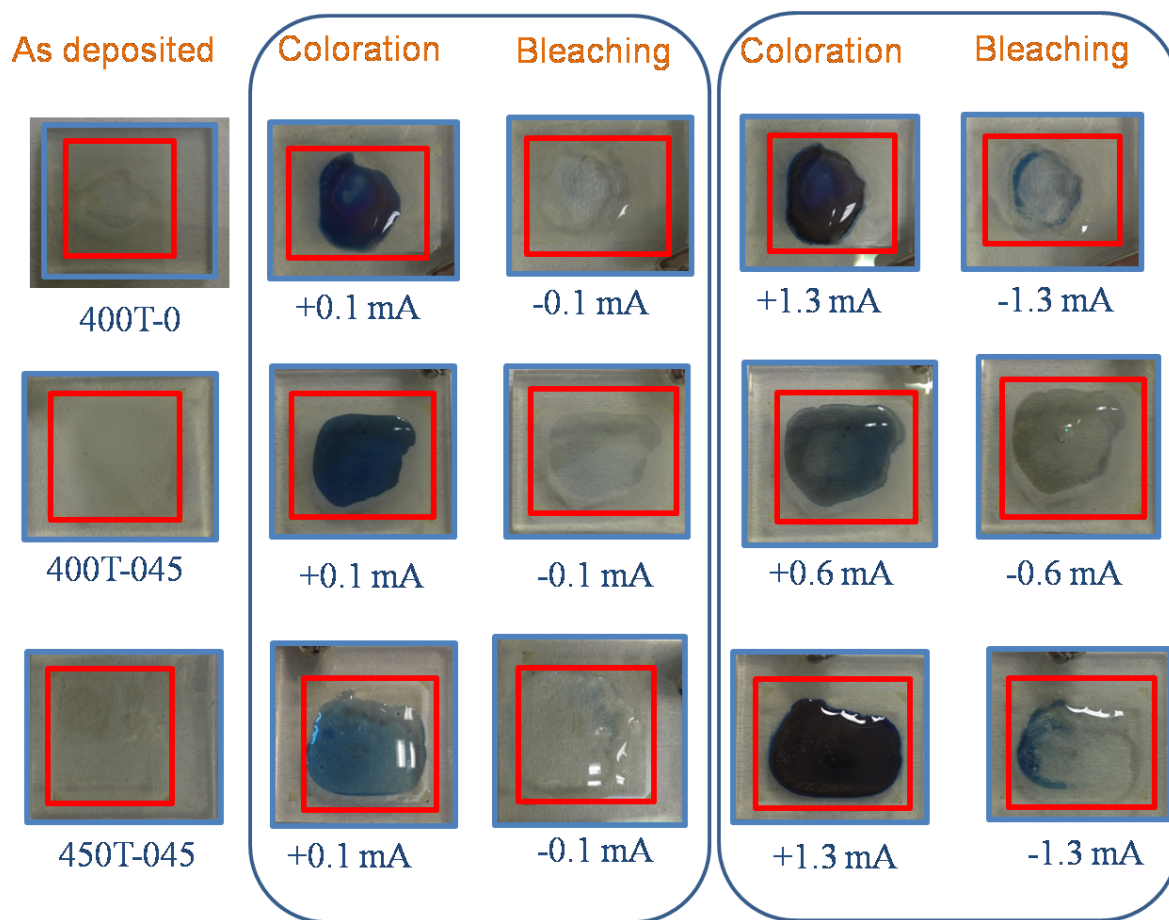 As deposited Coloration Bleaching Coloration Bleaching
400T-0 +0.1 mA -0.1 mA +1.3 mA -1.3 mA
400T-045 +0.1 mA -0.1 mA +0.6 mA -0.6 mA
450T-045 +0.1 mA -0.1 mA +1.3 mA -1.3 mA